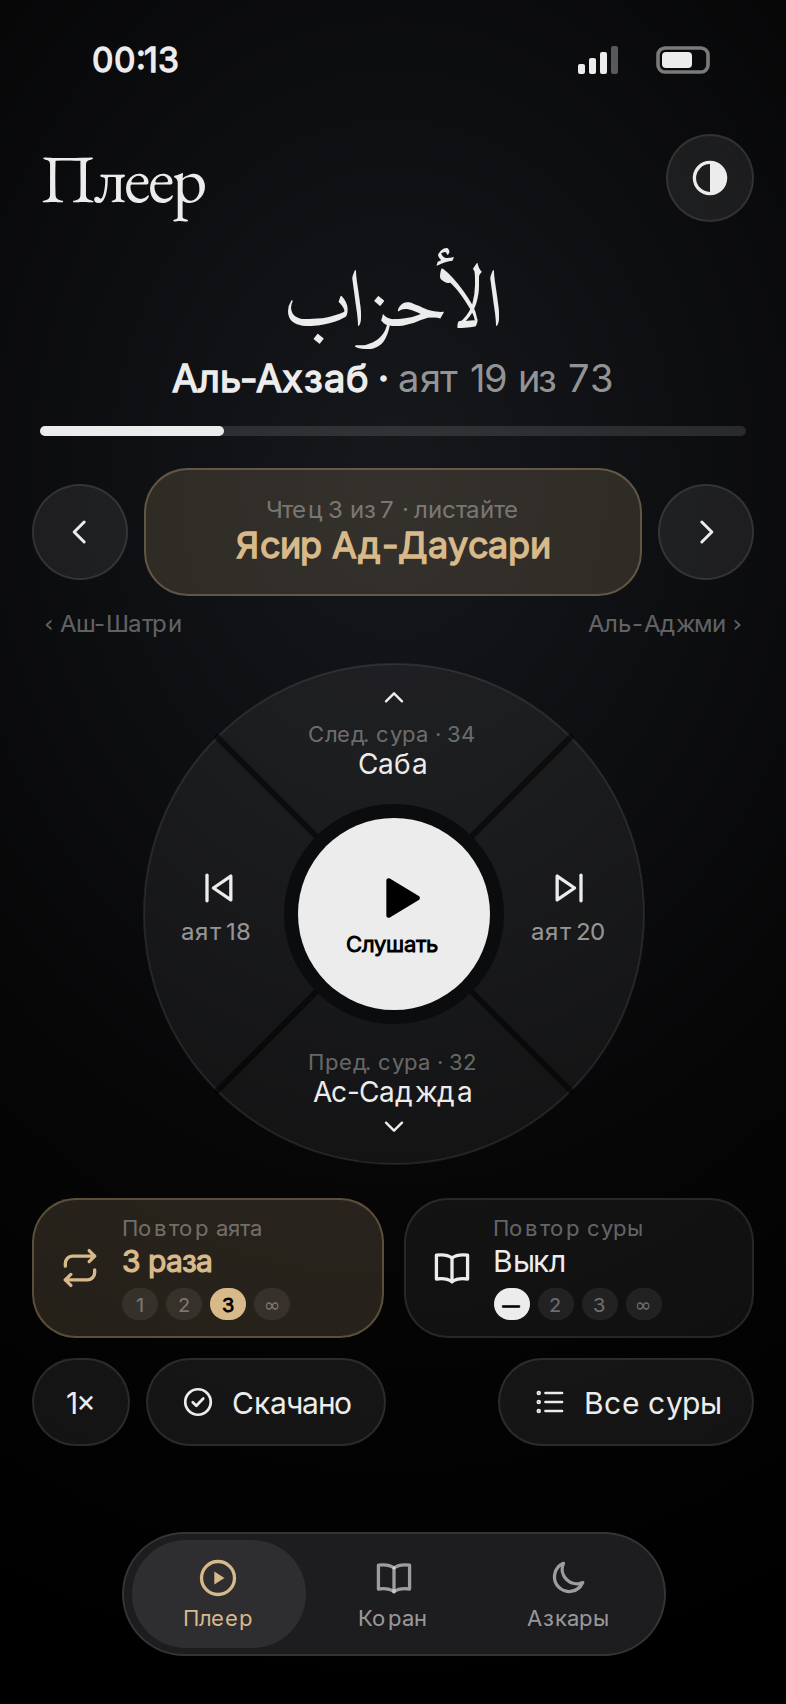 00:13
Плеер
الأحزاب
Аль-Ахзаб · аят 19 из 73
Чтец 3 из 7 · листайте
Ясир Ад-Даусари
‹ Аш-Шатри
Аль-Аджми ›
След. сура · 34
Саба
аят 18
Слушать
аят 20
Пред. сура · 32
Ас-Саджда
Повтор аята
3 раза
1 2 3 ∞
Повтор суры
Выкл
— 2 3 ∞
1×
Скачано
Все суры
Плеер
Коран
Азкары